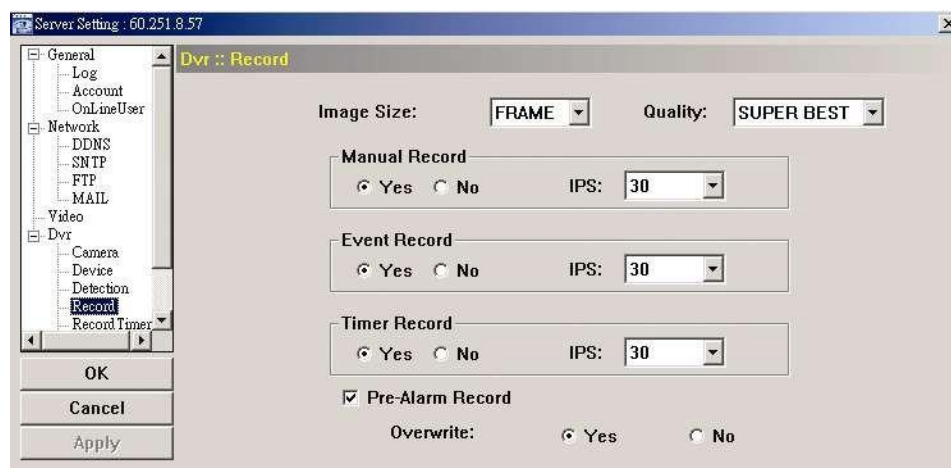 Server Setting : 60.251.8.57
General
Log
Account
OnLineUser
Network
DDNS
SNTP
FTP
MAIL
Video
Dvr
Camera
Device
Detection
Record
Record Timer
OK
Cancel
Apply
Dvr :: Record
Image Size: FRAME Quality: SUPER BEST
Manual Record
Yes No IPS: 30
Event Record
Yes No IPS: 30
Timer Record
Yes No IPS: 30
Pre-Alarm Record
Overwrite: Yes No